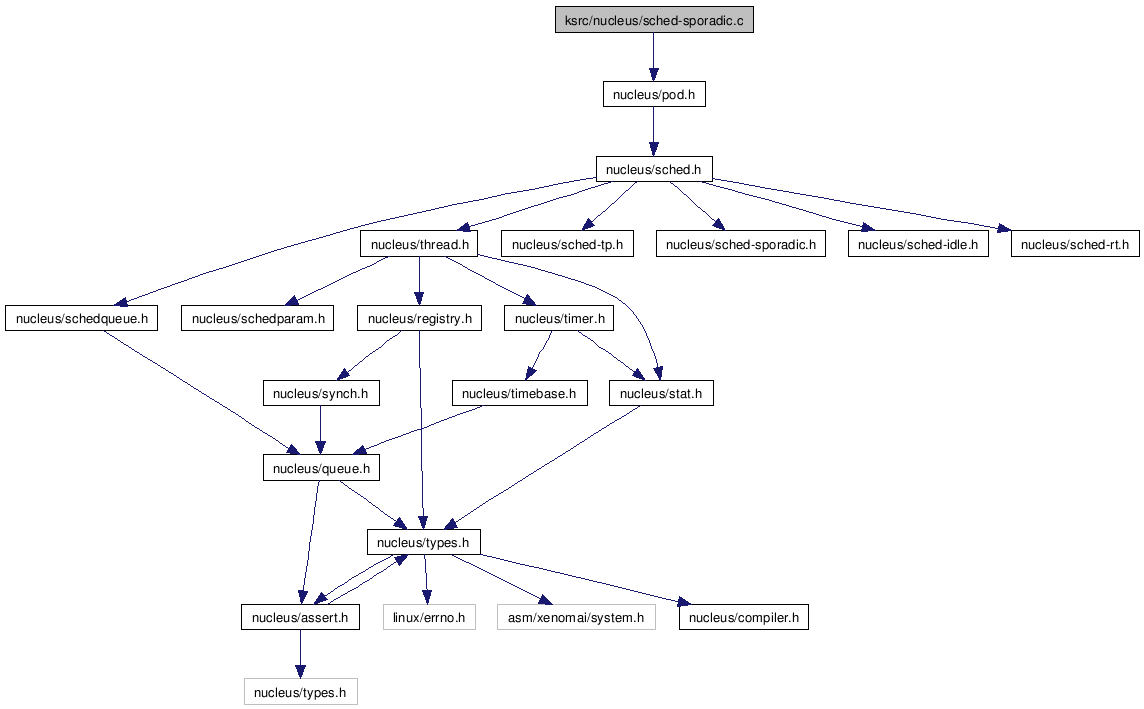 ksrc/nucleus/sched-sporadic.c
nucleus/pod.h
nucleus/sched.h
nucleus/thread.h
nucleus/sched-tp.h
nucleus/sched-sporadic.h
nucleus/sched-idle.h
nucleus/sched-rt.h
nucleus/schedqueue.h
nucleus/schedparam.h
nucleus/registry.h
nucleus/timer.h
nucleus/synch.h
nucleus/timebase.h
nucleus/stat.h
nucleus/queue.h
nucleus/types.h
nucleus/assert.h
linux/errno.h
asm/xenomai/system.h
nucleus/compiler.h
nucleus/types.h